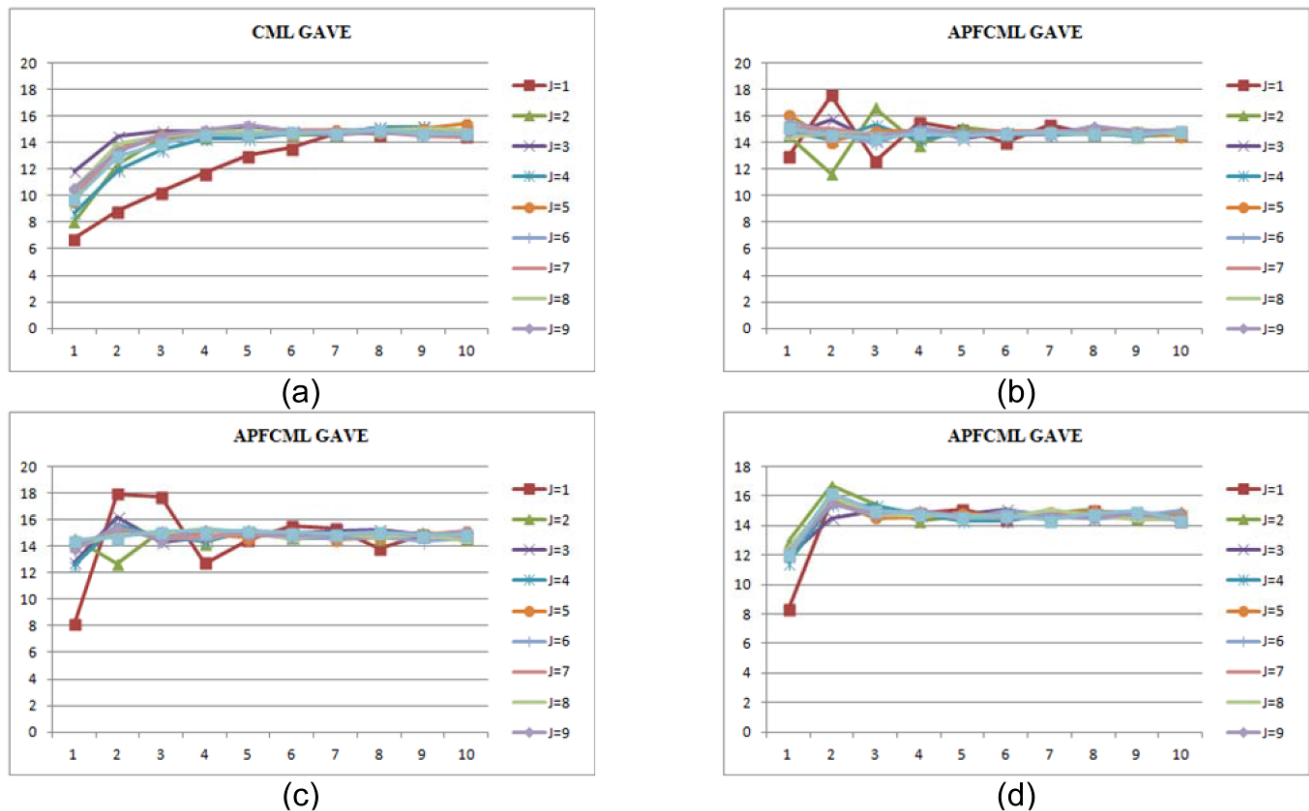 CML GAVE
20
18
16
14
12
10
8
6
4
2
0
1 2 3 4 5 6 7 8 9 10
J=1
J=2
J=3
J=4
J=5
J=6
J=7
J=8
J=9
(a)
APFCML GAVE
20
18
16
14
12
10
8
6
4
2
0
1 2 3 4 5 6 7 8 9 10
J=1
J=2
J=3
J=4
J=5
J=6
J=7
J=8
J=9
(b)
APFCML GAVE
20
18
16
14
12
10
8
6
4
2
0
1 2 3 4 5 6 7 8 9 10
J=1
J=2
J=3
J=4
J=5
J=6
J=7
J=8
J=9
(c)
APFCML GAVE
18
16
14
12
10
8
6
4
2
0
1 2 3 4 5 6 7 8 9 10
J=1
J=2
J=3
J=4
J=5
J=6
J=7
J=8
J=9
(d)